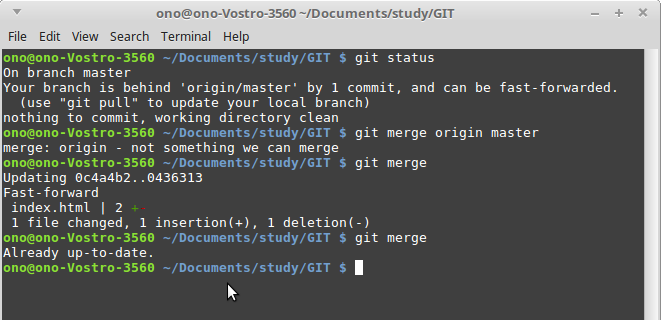 ono@ono-Vostro-3560 ~/Documents/study/GIT
File Edit View Search Terminal Help
ono@ono-Vostro-3560 ~/Documents/study/GIT $ git status
On branch master
Your branch is behind 'origin/master' by 1 commit, and can be fast-forwarded.
  (use "git pull" to update your local branch)
nothing to commit, working directory clean
ono@ono-Vostro-3560 ~/Documents/study/GIT $ git merge origin master
merge: origin - not something we can merge
ono@ono-Vostro-3560 ~/Documents/study/GIT $ git merge
Updating 0c4a4b2..0436313
Fast-forward
 index.html | 2 +-
 1 file changed, 1 insertion(+), 1 deletion(-)
ono@ono-Vostro-3560 ~/Documents/study/GIT $ git merge
Already up-to-date.
ono@ono-Vostro-3560 ~/Documents/study/GIT $